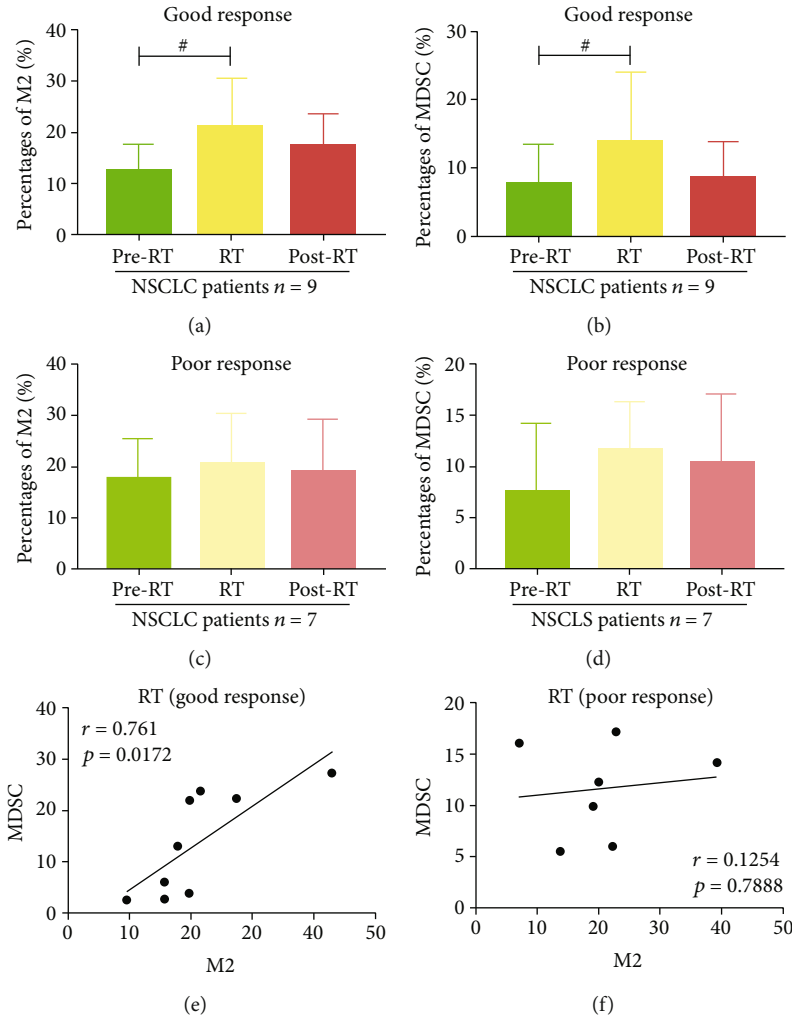 Good response
Percentages of M2 (%)
40
30
20
10
0
#
Pre-RT RT Post-RT
NSCLC patients n = 9
(a)
Good response
Percentages of MDSC (%)
30
20
10
0
#
Pre-RT RT Post-RT
NSCLC patients n = 9
(b)
Poor response
Percentages of M2 (%)
40
30
20
10
0
Pre-RT RT Post-RT
NSCLC patients n = 7
(c)
Poor response
Percentages of MDSC (%)
20
15
10
5
0
Pre-RT RT Post-RT
NSCLS patients n = 7
(d)
RT (good response)
r = 0.761
p = 0.0172
MDSC
40
30
20
10
0
0 10 20 20 40 50
M2
(e)
RT (poor response)
MDSC
20
15
10
5
0
r = 0.1254
p = 0.7888
0 10 20 30 40 50
M2
(f)